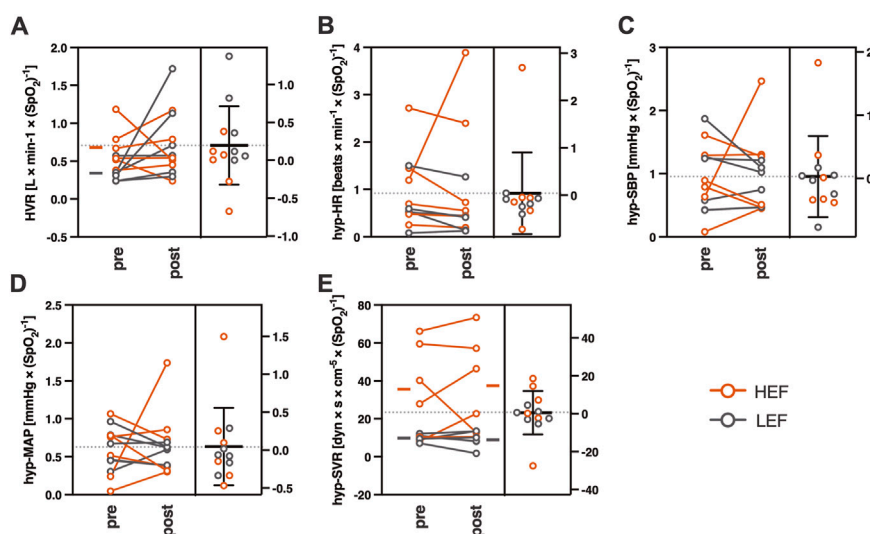 A
HVR [L × min-1 × (SpO₂)⁻¹]
2.0
1.5
1.0
0.5
0.0
-0.5
1.0
0.5
0.0
-0.5
-1.0
pre
post
B
hyp-HR [beats × min⁻¹ × (SpO₂)⁻¹]
4
3
2
1
0
3
2
1
0
pre
post
C
hyp-SBP [mmHg × (SpO₂)⁻¹]
3
2
1
0
2
1
0
pre
post
D
hyp-MAP [mmHg × (SpO₂)⁻¹]
2.5
2.0
1.5
1.0
0.5
0.0
1.5
1.0
0.5
0.0
-0.5
pre
post
E
hyp-SVR [dyn × s × cm⁻⁵ × (SpO₂)⁻¹]
80
60
40
20
0
-20
40
20
0
-20
-40
pre
post
HEF
LEF